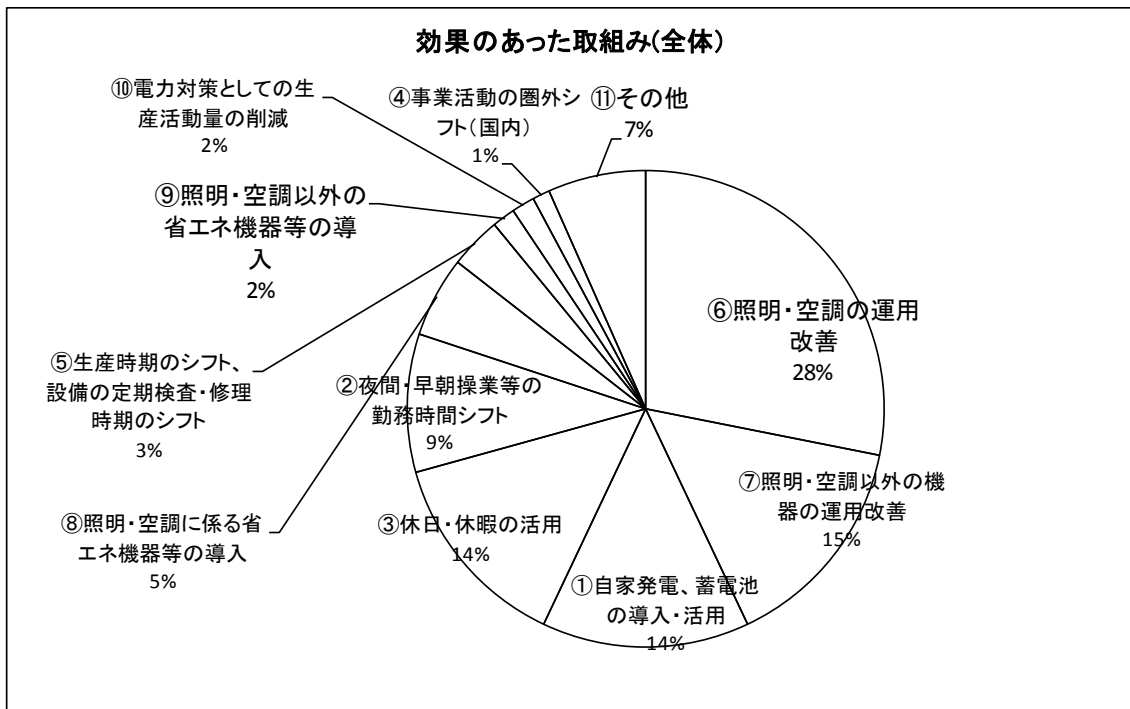 効果のあった取組み(全体)
⑩電力対策としての生
産活動量の削減
2%
④事業活動の圏外シ
フト(国内)
1%
⑪その他
7%
⑨照明・空調以外の
省エネ機器等の導
入
2%
⑥照明・空調の運用
改善
28%
⑤生産時期のシフト、
設備の定期検査・修理
時期のシフト
3%
②夜間・早朝操業等の
勤務時間シフト
9%
⑦照明・空調以外の機
器の運用改善
15%
⑧照明・空調に係る省
エネ機器等の導入
5%
③休日・休暇の活用
14%
①自家発電、蓄電池
の導入・活用
14%